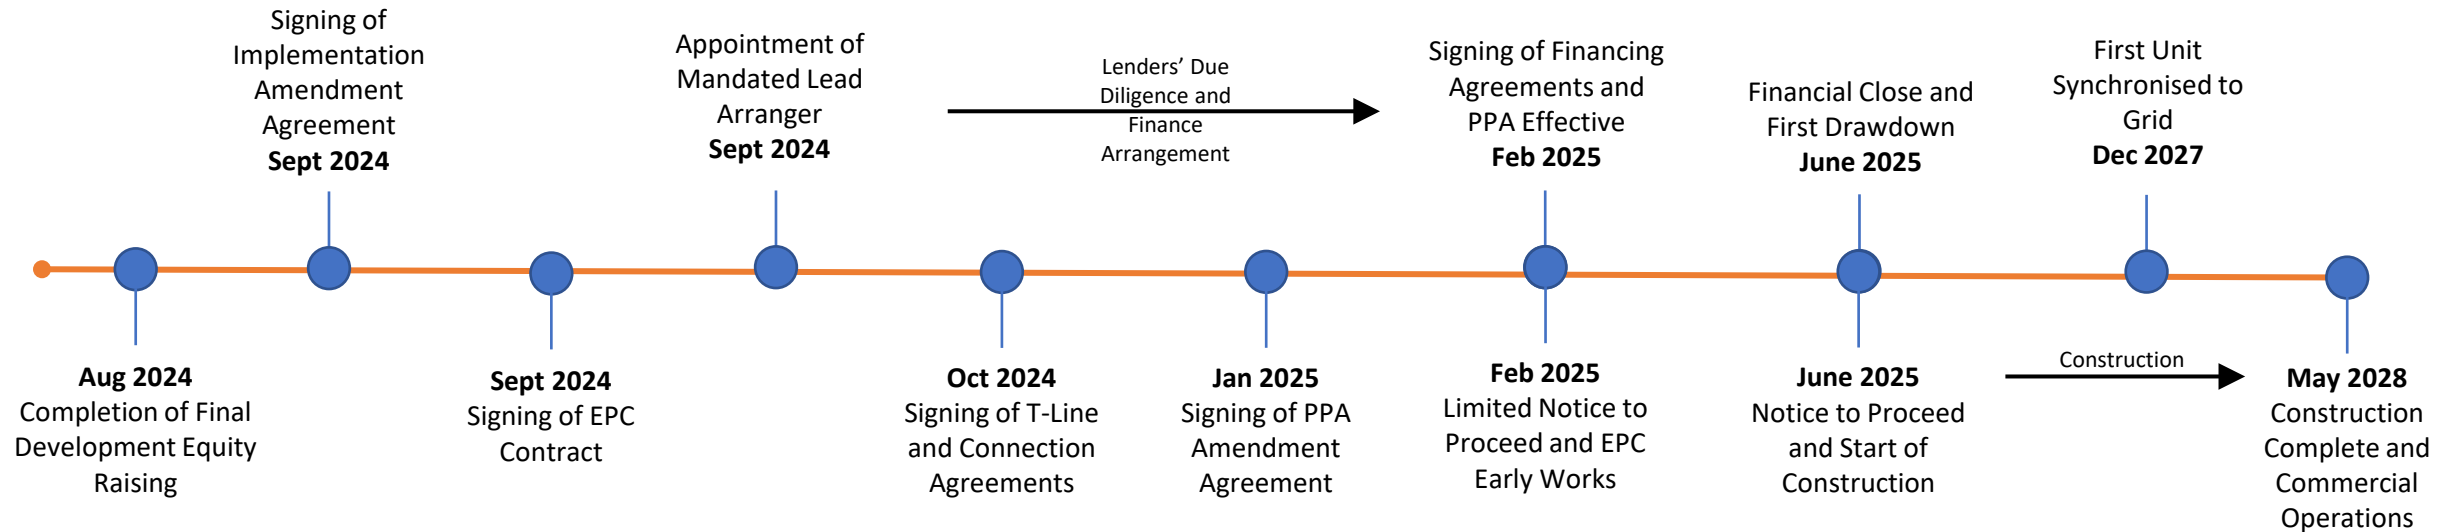 Signing of
Implementation
Amendment
Agreement
Sept 2024
Appointment of
Mandated Lead
Arranger
Sept 2024
Lenders’ Due
Diligence and
Finance
Arrangement
Signing of Financing
Agreements and
PPA Effective
Feb 2025
Financial Close and
First Drawdown
June 2025
First Unit
Synchronised to
Grid
Dec 2027
Aug 2024
Completion of Final
Development Equity
Raising
Sept 2024
Signing of EPC
Contract
Oct 2024
Signing of T-Line
and Connection
Agreements
Jan 2025
Signing of PPA
Amendment
Agreement
Feb 2025
Limited Notice to
Proceed and EPC
Early Works
June 2025
Notice to Proceed
and Start of
Construction
Construction
May 2028
Construction
Complete and
Commercial
Operations